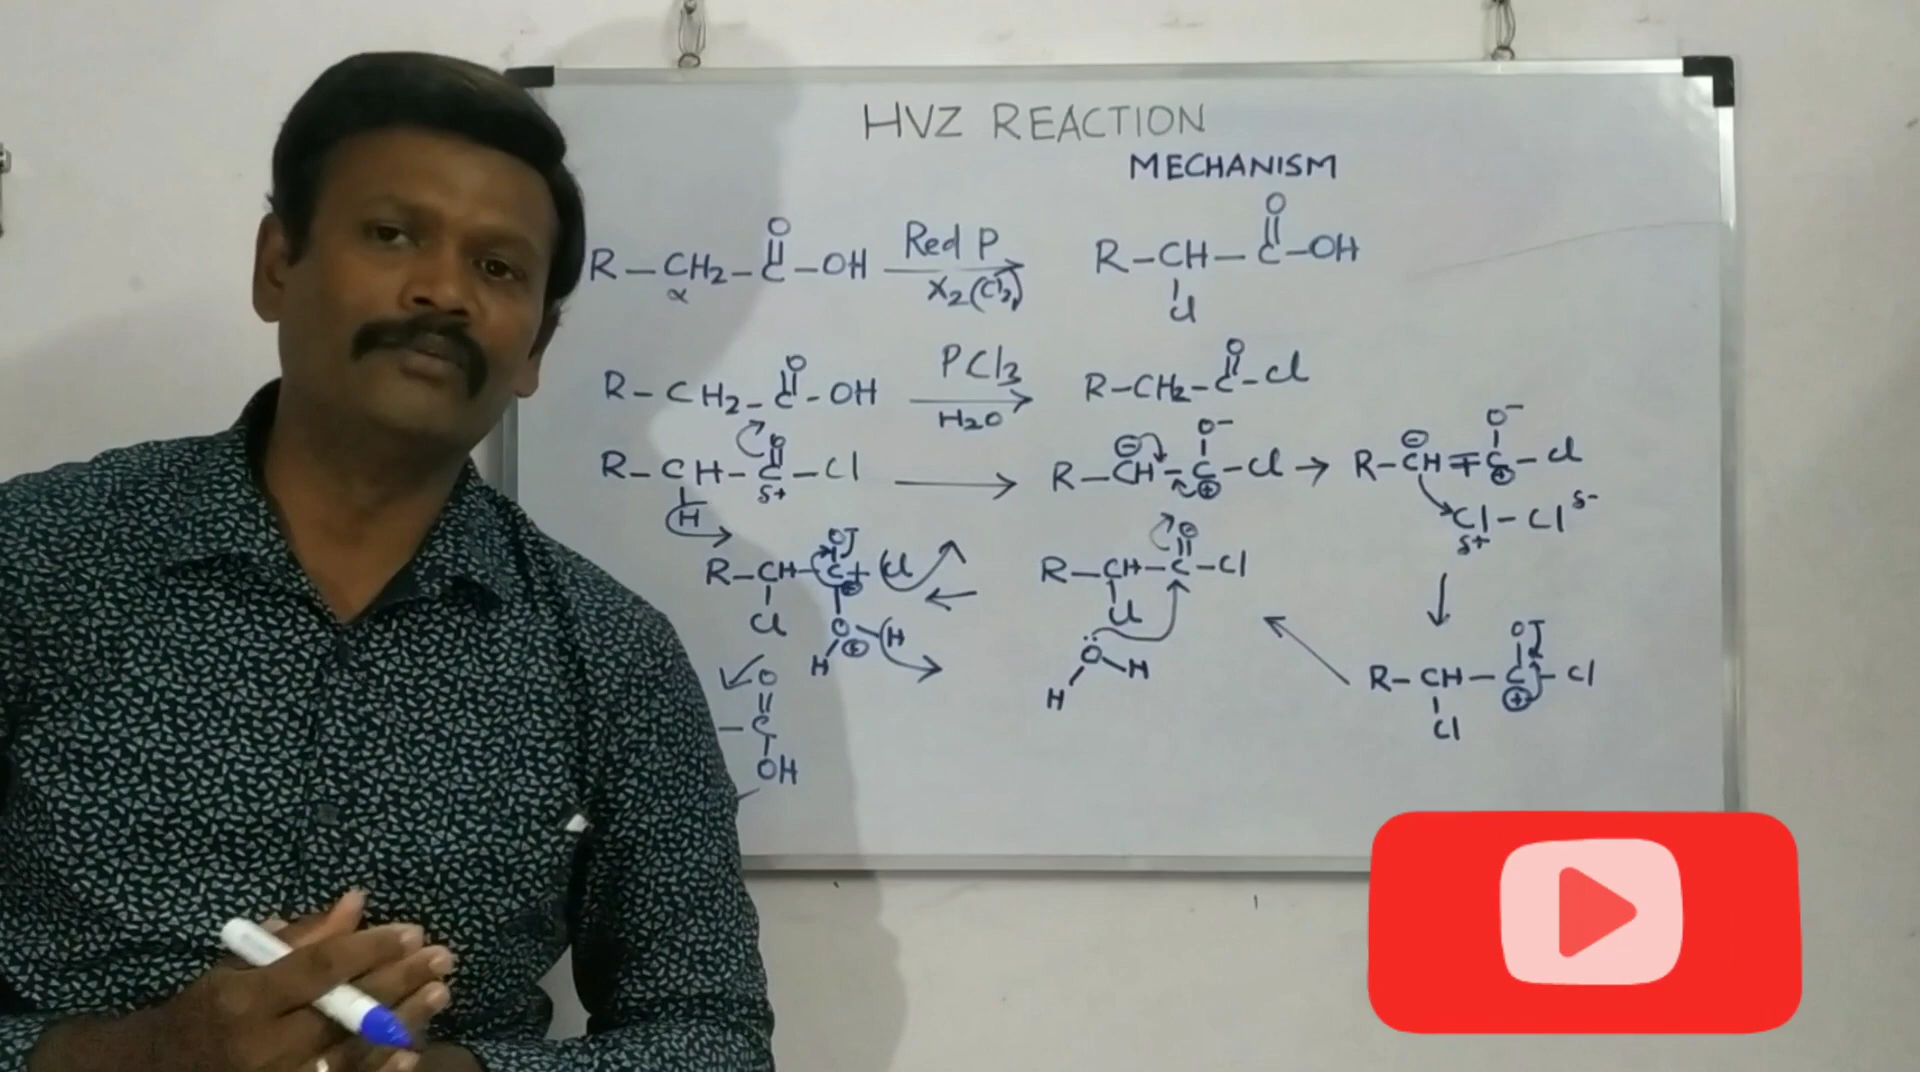 HVZ REACTION
MECHANISM
R-CH2-C-OH Red P R-CH-C-OH
O O
α X2(Cl2) Cl
R-CH2-C-OH PCl3 R-CH2-C-Cl
O H2O O
R-CH-C-Cl → R-CH-C-Cl → R-CH=C-Cl
O δ+ H ⊖ O⁻ ⊕ ⊖ O⁻ ⊕
Cl-Cl δ-
δ+
R-CH-C-Cl ← R-CH-C-Cl
O ⊕ Cl O Cl
O-H ⊕ H O H H
R-CH-C-Cl
O ⊕ Cl
-C
O
OH